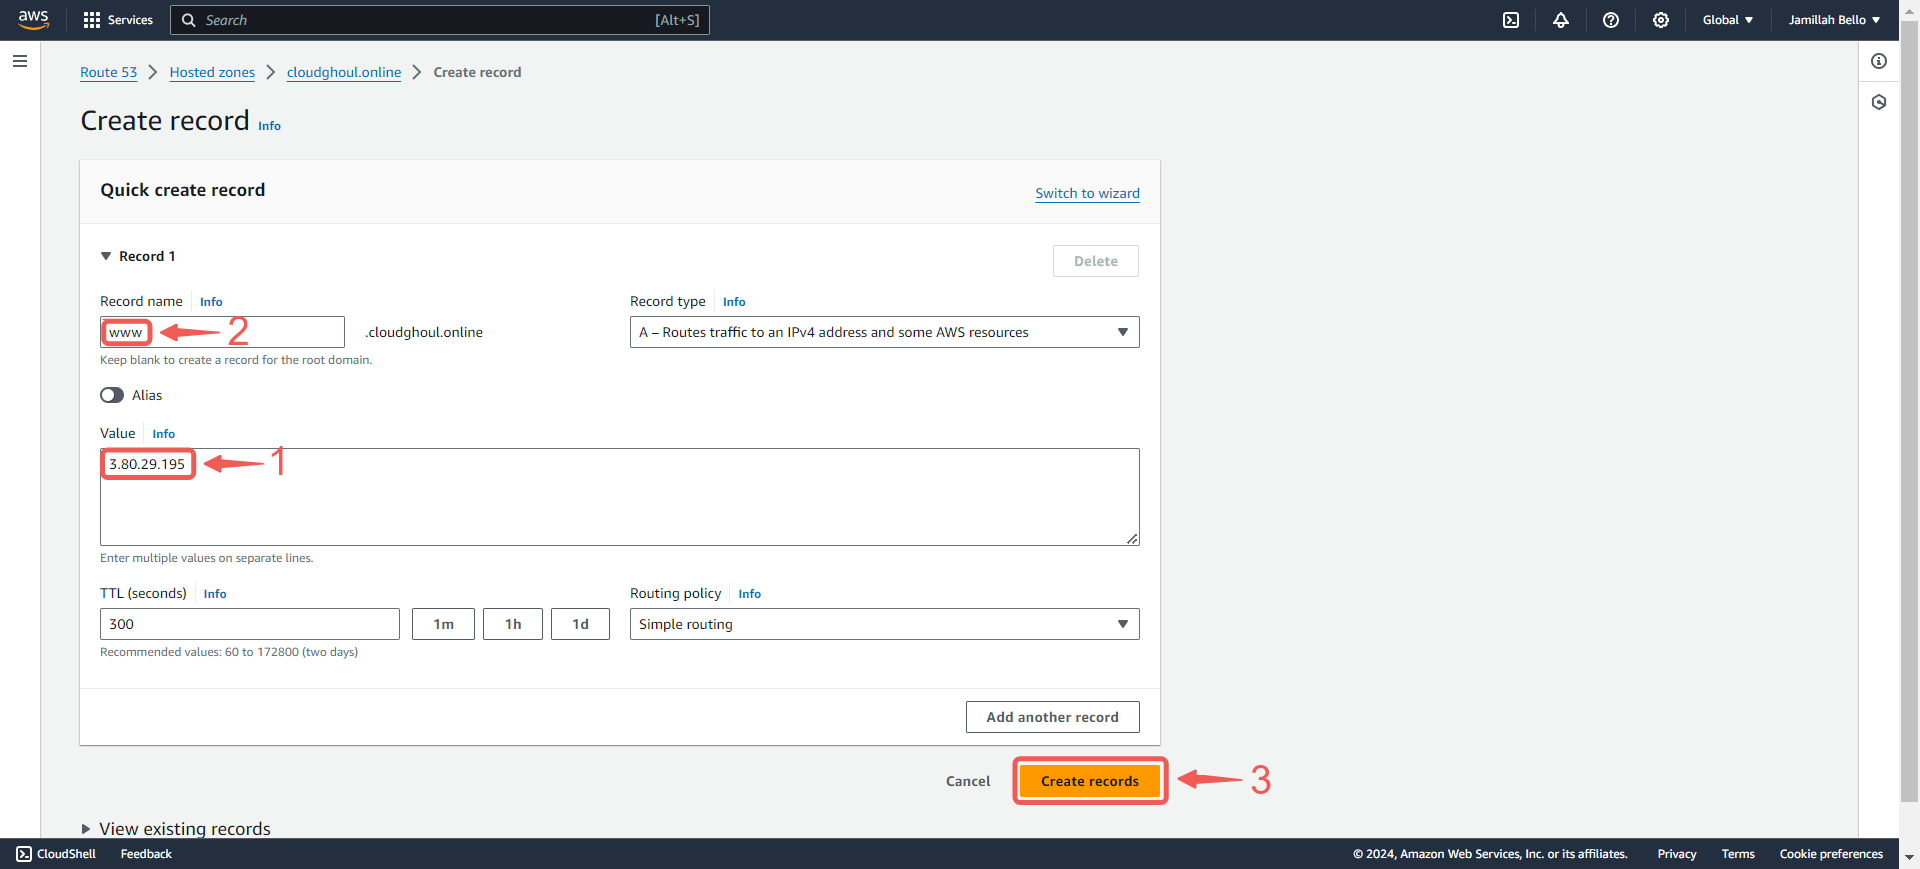 aws Services Search [Alt+S] Global Jamillah Bello
Route 53 Hosted zones cloudghoul.online Create record
Create record Info
Quick create record Switch to wizard
Record 1 Delete
Record name Info Record type Info
www 2 .cloudghoul.online A – Routes traffic to an IPv4 address and some AWS resources
Keep blank to create a record for the root domain.
Alias
Value Info
3.80.29.195 1
Enter multiple values on separate lines.
TTL (seconds) Info Routing policy Info
300 1m 1h 1d Simple routing
Recommended values: 60 to 172800 (two days)
Add another record
Cancel Create records 3
View existing records
CloudShell Feedback © 2024, Amazon Web Services, Inc. or its affiliates. Privacy Terms Cookie preferences